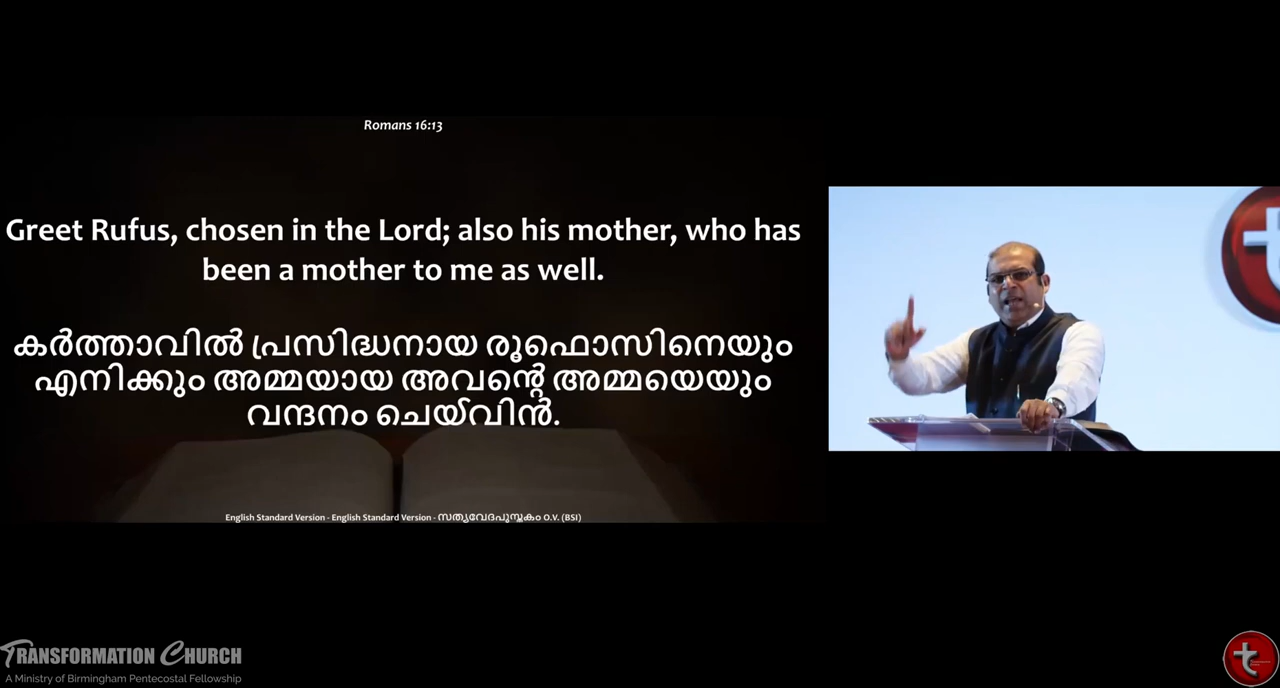 Romans 16:13
Greet Rufus, chosen in the Lord; also his mother, who has
been a mother to me as well.
കർത്താവിൽ പ്രസിദ്ധനായ രൂഫൊസിനെയും
എനിക്കും അമ്മയായ അവന്റെ അമ്മയെയും
വന്ദനം ചെയ്‌വിൻ.
English Standard Version - English Standard Version - സത്യവേദപുസ്തകം O.V. (BSI)
TRANSFORMATION CHURCH
A Ministry of Birmingham Pentecostal Fellowship